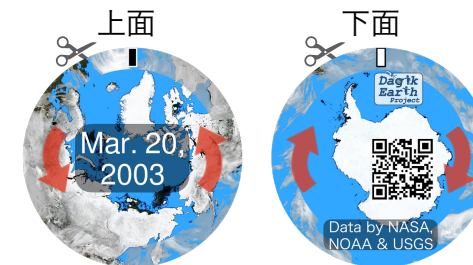 上面
下面
Mar. 20,
2003
Dagik
Earth
Project
Data by NASA,
NOAA & USGS